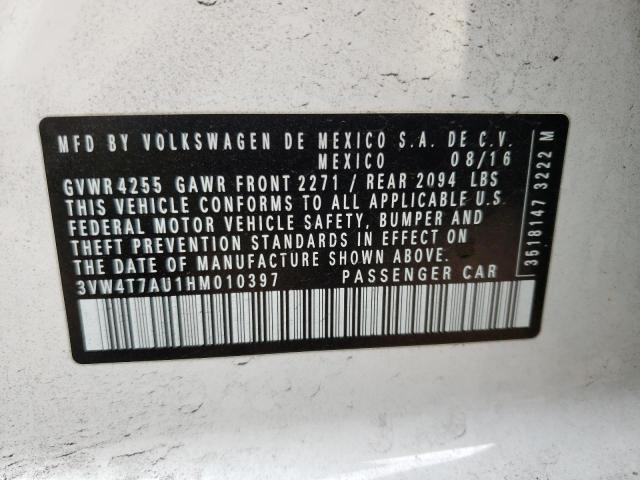 MFD BY VOLKSWAGEN DE MEXICO S.A. DE C.V.
MEXICO 08/16
GVWR 4255 GAWR FRONT 2271 / REAR 2094 LBS
THIS VEHICLE CONFORMS TO ALL APPLICABLE U.S.
FEDERAL MOTOR VEHICLE SAFETY, BUMPER AND
THEFT PREVENTION STANDARDS IN EFFECT ON
THE DATE OF MANUFACTURE SHOWN ABOVE.
3VW4T7AU1HM010397 PASSENGER CAR
3518147 3222 M